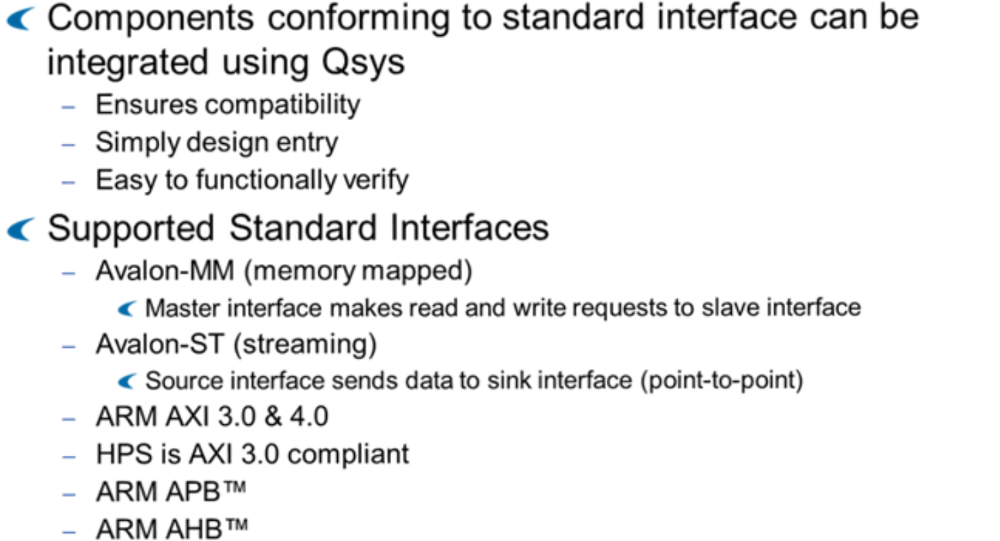 Components conforming to standard interface can be
integrated using Qsys
– Ensures compatibility
– Simply design entry
– Easy to functionally verify
Supported Standard Interfaces
– Avalon-MM (memory mapped)
Master interface makes read and write requests to slave interface
– Avalon-ST (streaming)
Source interface sends data to sink interface (point-to-point)
– ARM AXI 3.0 & 4.0
– HPS is AXI 3.0 compliant
– ARM APB™
– ARM AHB™